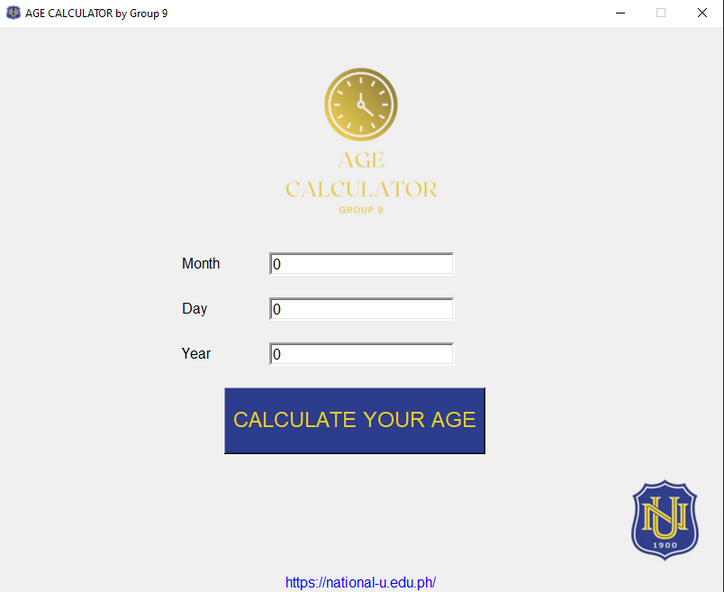 AGE CALCULATOR by Group 9
AGE
CALCULATOR
GROUP 9
Month 0
Day 0
Year 0
CALCULATE YOUR AGE
NU
1900
https://national-u.edu.ph/